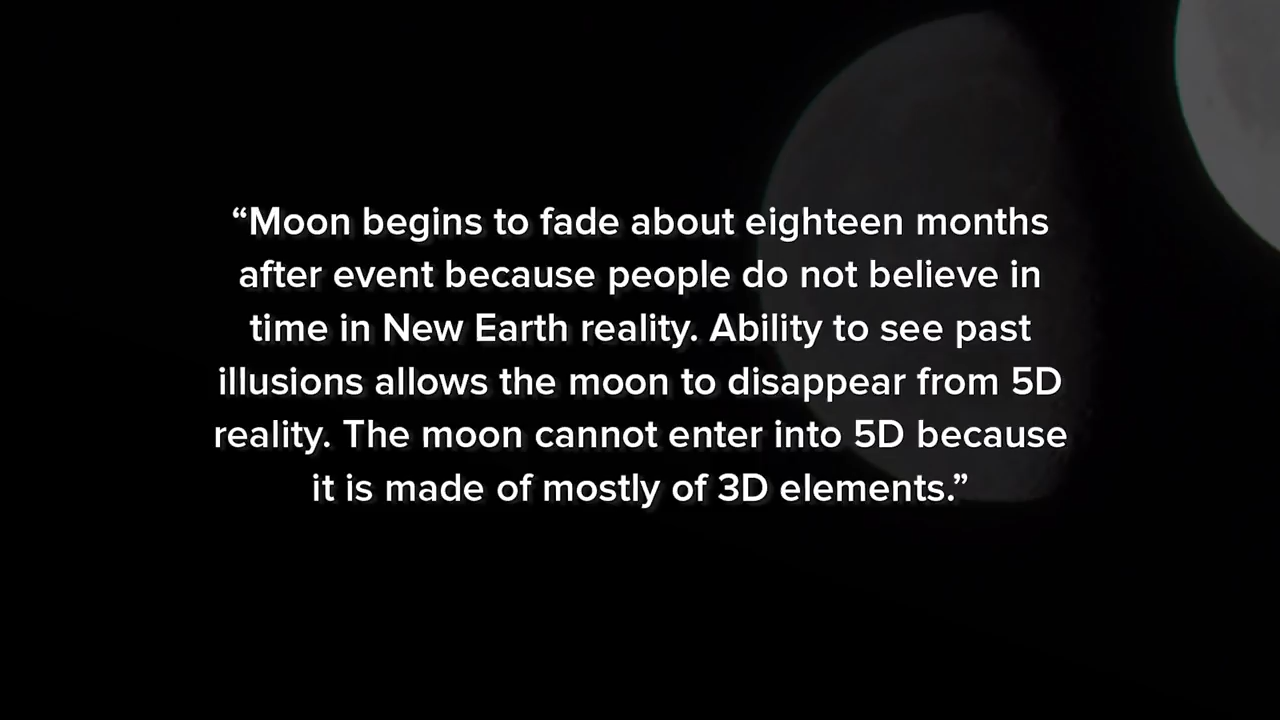 “Moon begins to fade about eighteen months
after event because people do not believe in
time in New Earth reality. Ability to see past
illusions allows the moon to disappear from 5D
reality. The moon cannot enter into 5D because
it is made of mostly of 3D elements.”